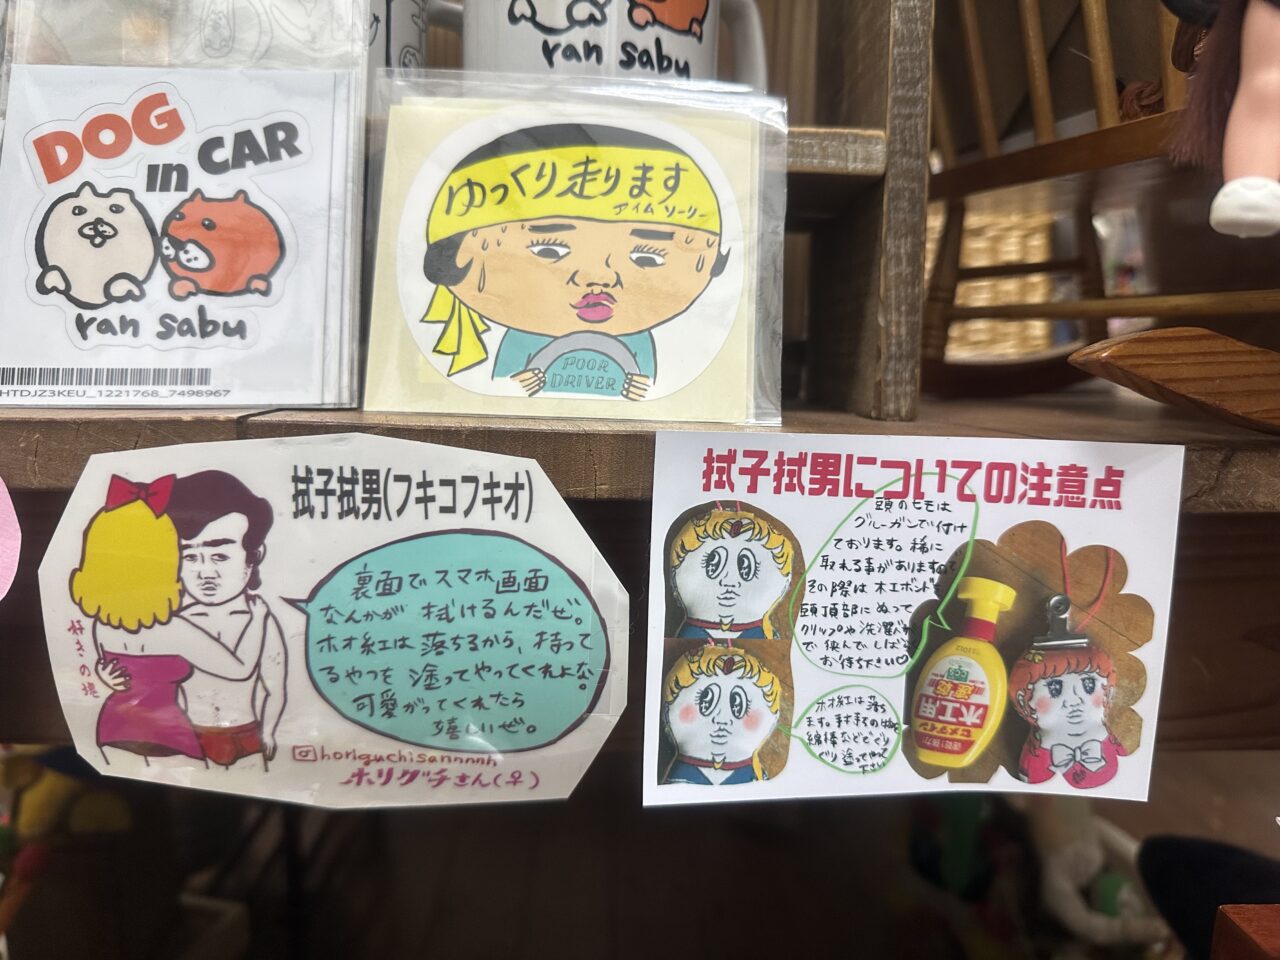 ran sabu
DOG
in CAR
ran sabu
HTDJZ3KEU_1221768_7498967
ゆっくり走ります
アイム ソーリー
POOR
DRIVER
拭子拭男(フキコフキオ)
裏面でスマホ画面
なんかが 拭けるんだぜ。
ホオ紅は落ちるから、持って
るやつを 塗ってやってくれよな。
可愛がってくれたら
嬉しいぜ。
horiguchisannnnh
ホリグチさん(♀)
拭子拭男についての注意点
頭のヒモは
グルーガンで付け
ております。稀に
取れる事がありますので
その際は木工ボンドを
頭頂部にぬって
クリップや洗濯バサミ
で挟んでしばらく
お待ち下さい♡
ホオ紅は落ち
ます。手持ちの
綿棒などでぐり
ぐり塗ってやって
下さい
木工用
速乾
セメダイン